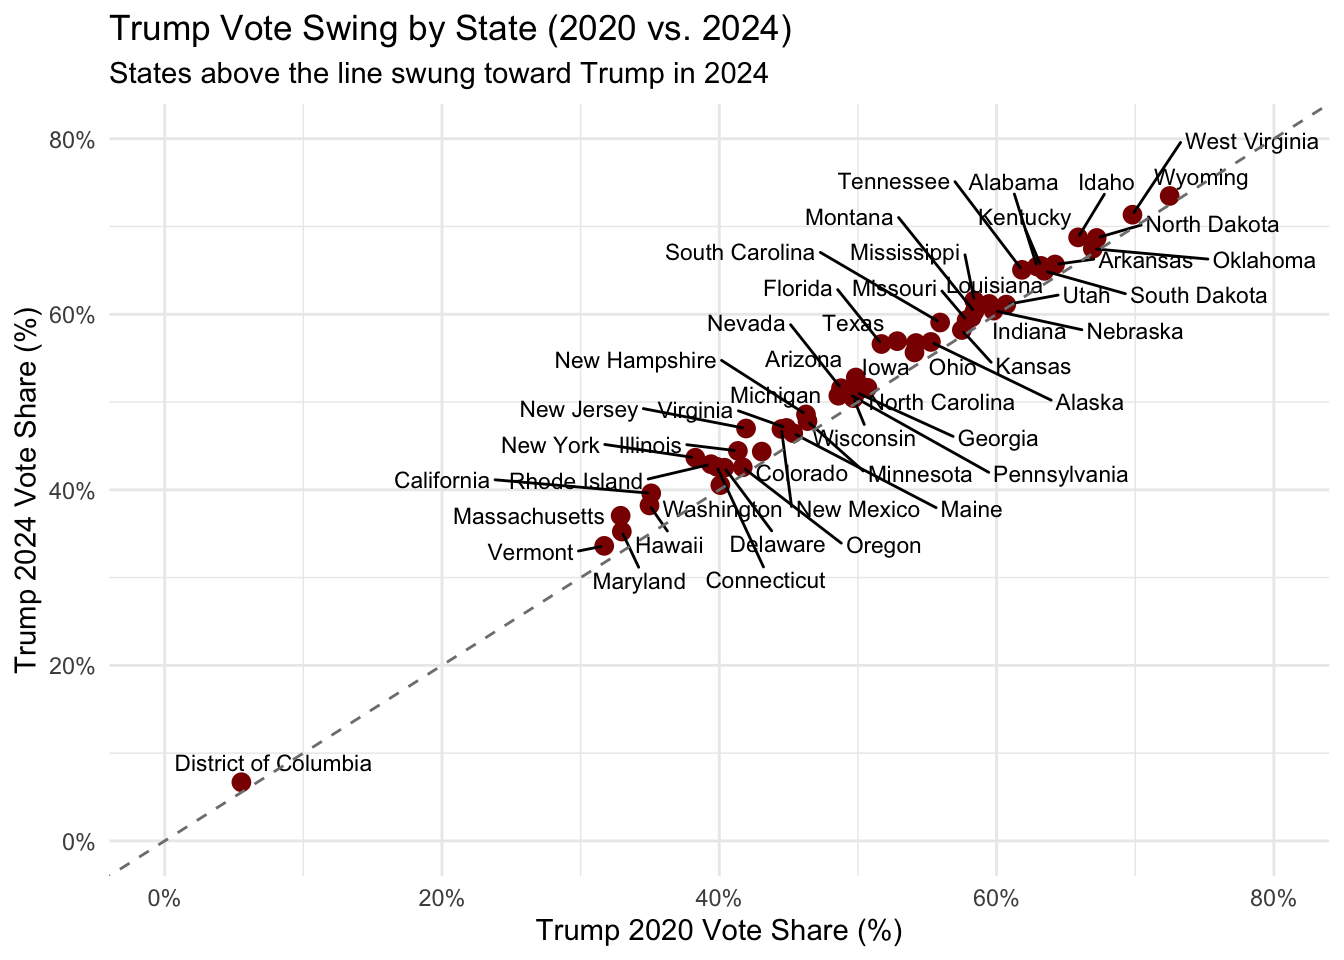 Trump Vote Swing by State (2020 vs. 2024)
States above the line swung toward Trump in 2024
Trump 2024 Vote Share (%)
80%
60%
40%
20%
0%
West Virginia
Wyoming
Tennessee
Alabama
Idaho
Montana
Kentucky
North Dakota
South Carolina
Mississippi
Arkansas
Oklahoma
Florida
Missouri
Louisiana
Utah
South Dakota
Nevada
Texas
Indiana
Nebraska
New Hampshire
Arizona
Iowa
Ohio
Kansas
Michigan
North Carolina
Alaska
New Jersey
Virginia
Wisconsin
Georgia
New York
Illinois
Colorado
Minnesota
Pennsylvania
California
Rhode Island
Washington
New Mexico
Maine
Massachusetts
Hawaii
Delaware
Oregon
Vermont
Maryland
Connecticut
District of Columbia
0%
20%
40%
60%
80%
Trump 2020 Vote Share (%)